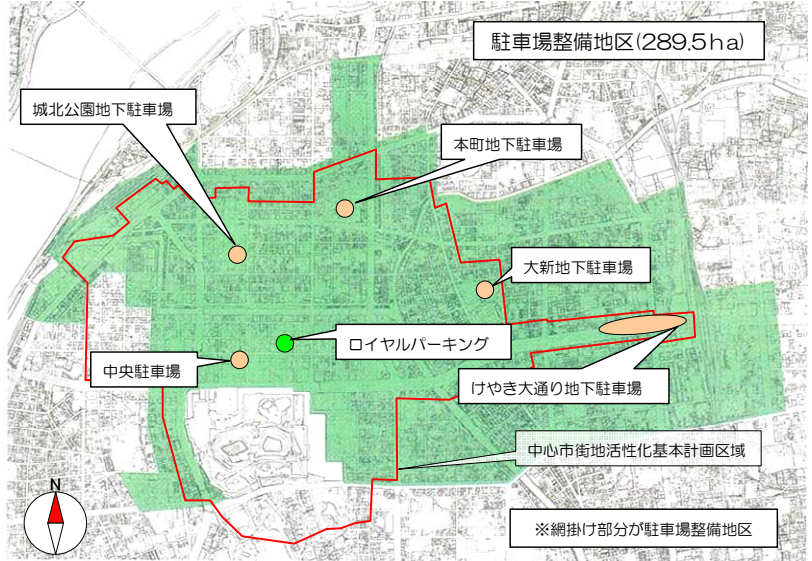 駐車場整備地区(289.5ha)
城北公園地下駐車場
本町地下駐車場
大新地下駐車場
ロイヤルパーキング
中央駐車場
けやき大通り地下駐車場
中心市街地活性化基本計画区域
N
※網掛け部分が駐車場整備地区